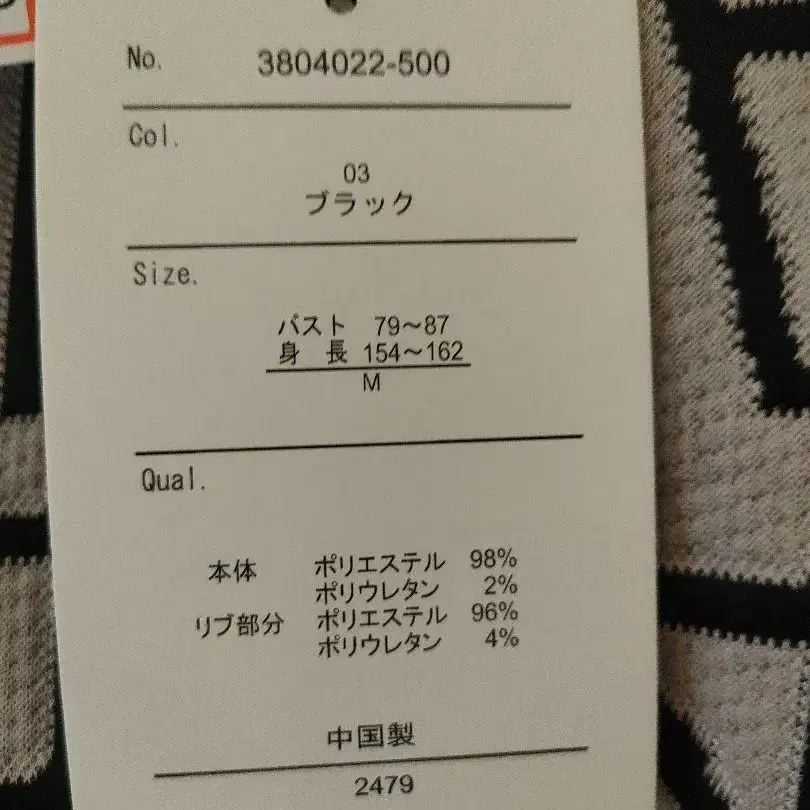 No. 3804022-500
Col.
03
ブラック
Size.
バスト 79～87
身 長 154～162
M
Qual.
本体 ポリエステル 98%
ポリウレタン 2%
リブ部分 ポリエステル 96%
ポリウレタン 4%
中国製
2479